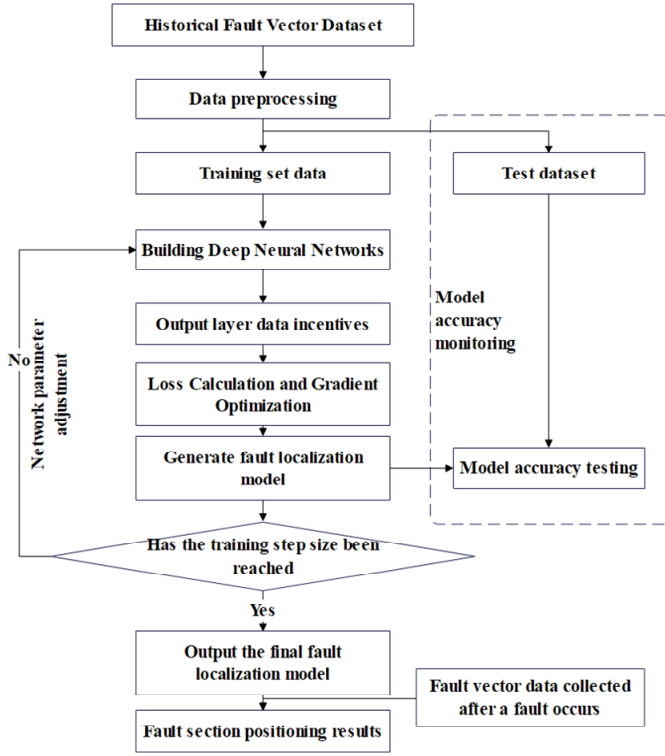 Historical Fault Vector Dataset
Data preprocessing
Training set data
Test dataset
Building Deep Neural Networks
Model
accuracy
monitoring
Output layer data incentives
No
Network parameter
adjustment
Loss Calculation and Gradient
Optimization
Generate fault localization
model
Model accuracy testing
Has the training step size been
reached
Yes
Output the final fault
localization model
Fault vector data collected
after a fault occurs
Fault section positioning results